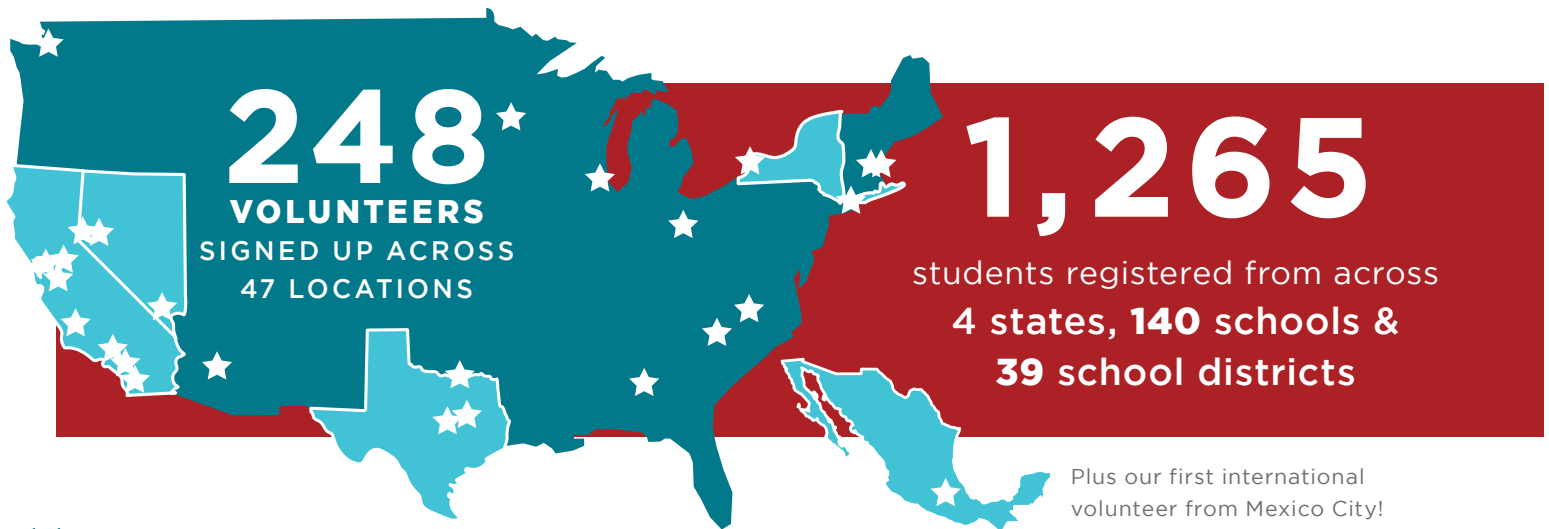 248
VOLUNTEERS
SIGNED UP ACROSS
47 LOCATIONS
1,265
students registered from across
4 states, 140 schools &
39 school districts
Plus our first international
volunteer from Mexico City!